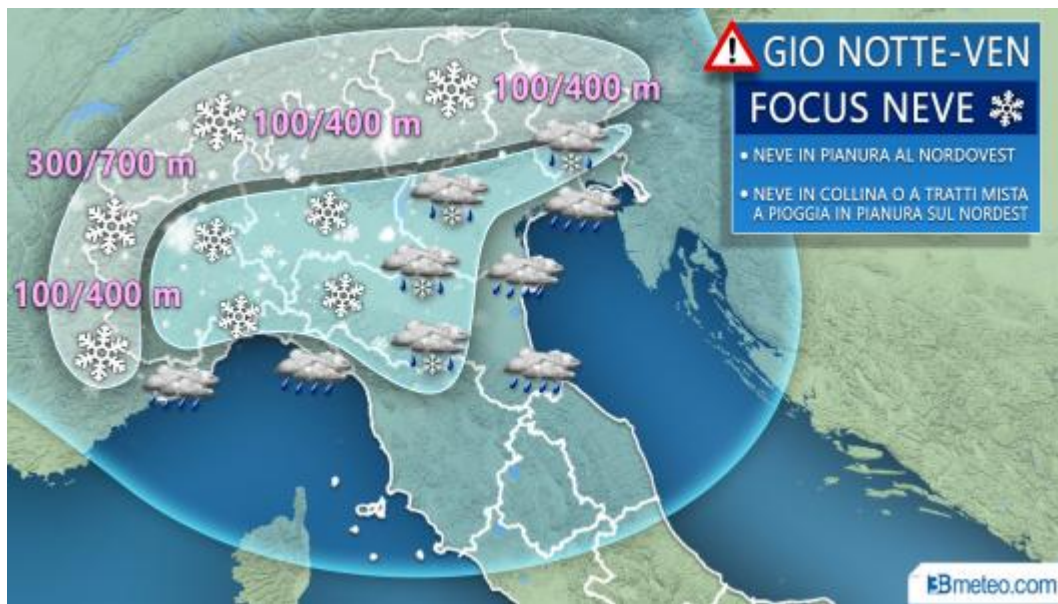 GIO NOTTE-VEN
FOCUS NEVE
• NEVE IN PIANURA AL NORDOVEST
• NEVE IN COLLINA O A TRATTI MISTA
A PIOGGIA IN PIANURA SUL NORDEST
100/400 m
100/400 m
300/700 m
100/400 m
3Bmeteo.com